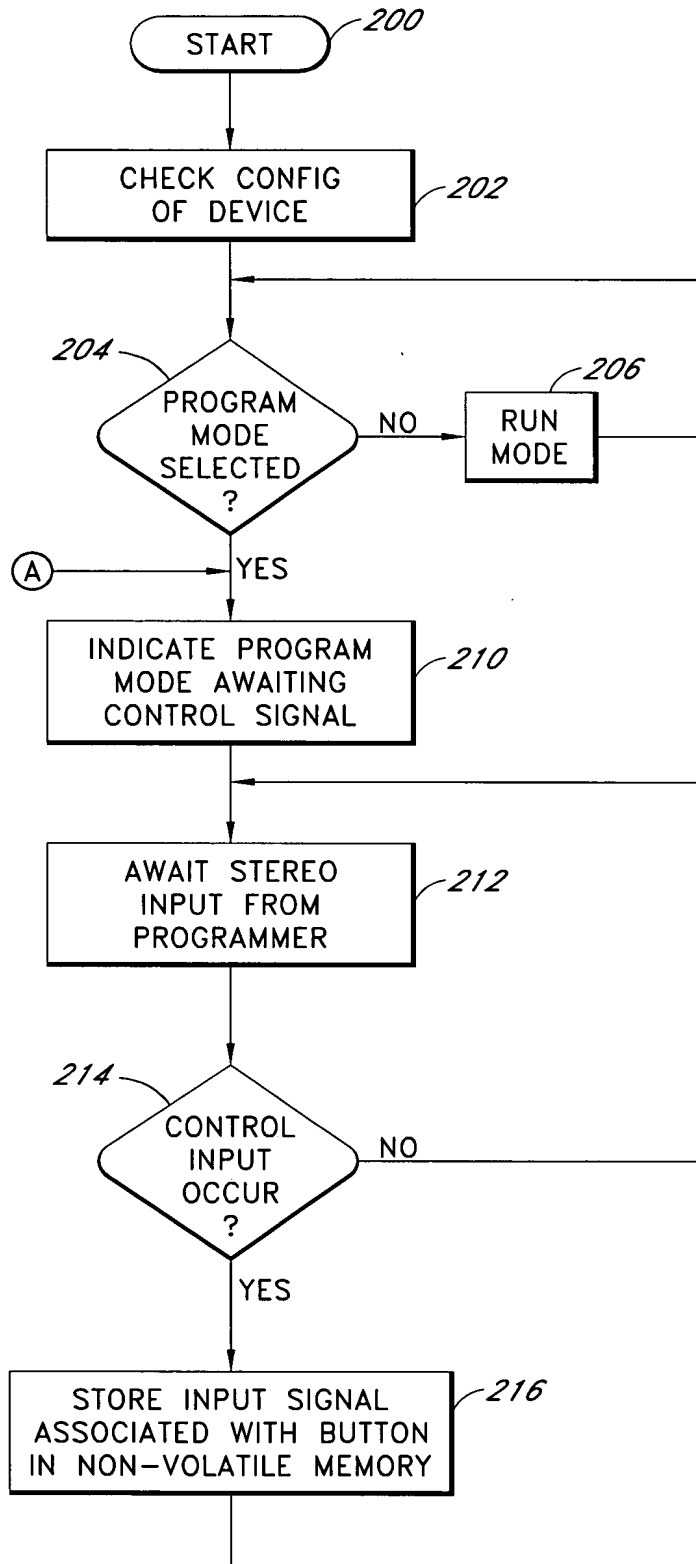 START
200
CHECK CONFIG
OF DEVICE
202
204
PROGRAM
MODE
SELECTED
?
NO
206
RUN
MODE
A
YES
INDICATE PROGRAM
MODE AWAITING
CONTROL SIGNAL
210
AWAIT STEREO
INPUT FROM
PROGRAMMER
212
214
CONTROL
INPUT
OCCUR
?
NO
YES
STORE INPUT SIGNAL
ASSOCIATED WITH BUTTON
IN NON-VOLATILE MEMORY
216